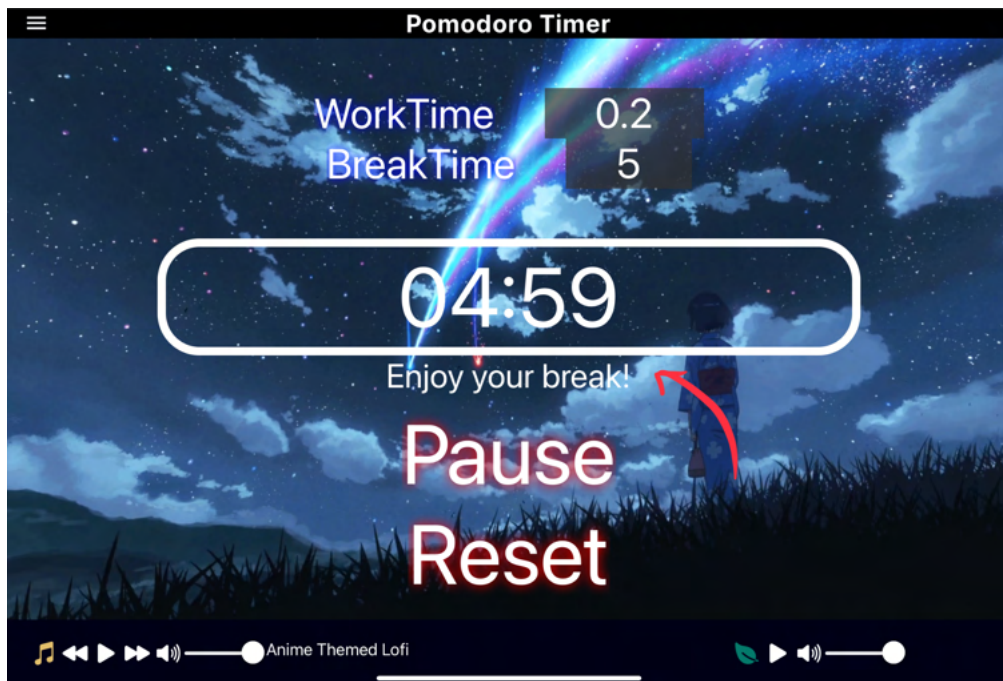 Pomodoro Timer
WorkTime 0.2
BreakTime 5
04:59
Enjoy your break!
Pause
Reset
Anime Themed Lofi